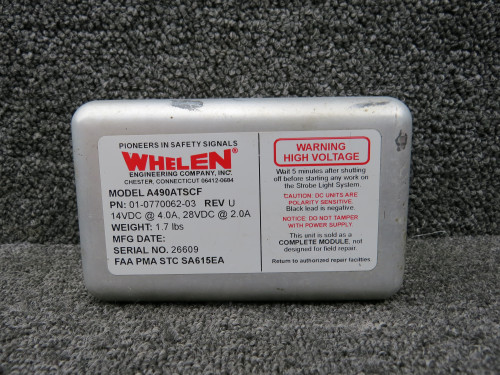 PIONEERS IN SAFETY SIGNALS
WHELEN®
ENGINEERING COMPANY, INC.
CHESTER, CONNECTICUT 06412-0684
MODEL A490ATSCF
PN: 01-0770062-03 REV U
14VDC @ 4.0A, 28VDC @ 2.0A
WEIGHT: 1.7 lbs
MFG DATE:
SERIAL NO. 26609
FAA PMA STC SA615EA
WARNING
HIGH VOLTAGE
Wait 5 minutes after shutting
off before starting any work on
the Strobe Light System.
CAUTION: DC UNITS ARE
POLARITY SENSITIVE.
Black lead is negative.
NOTICE: DO NOT TAMPER
WITH POWER SUPPLY.
This unit is sold as a
COMPLETE MODULE, not
designed for field repair.
Return to authorized repair facilities